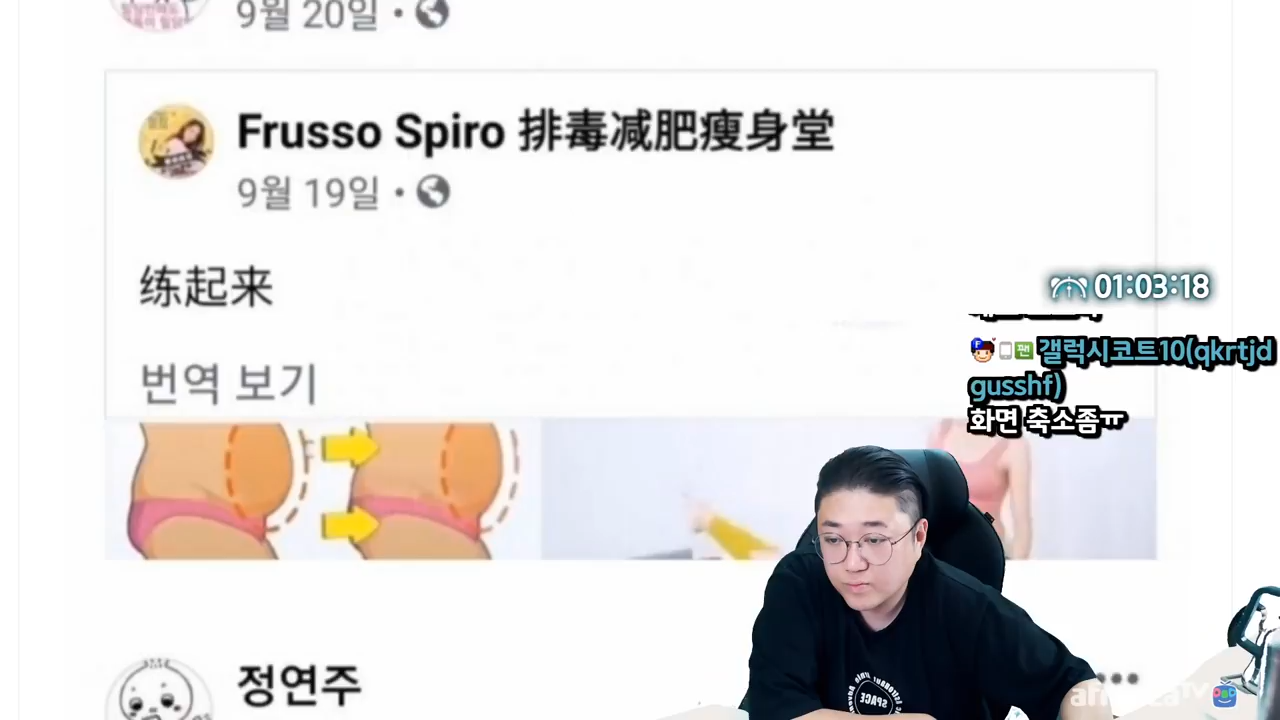 9월 20일 •
Frusso Spiro 排毒减肥瘦身堂
9월 19일 •
练起来
번역 보기
01:03:18
팬 갤럭시코트10(qkrtjd
gusshf)
화면 축소좀ㅠ
정연주
SPACE